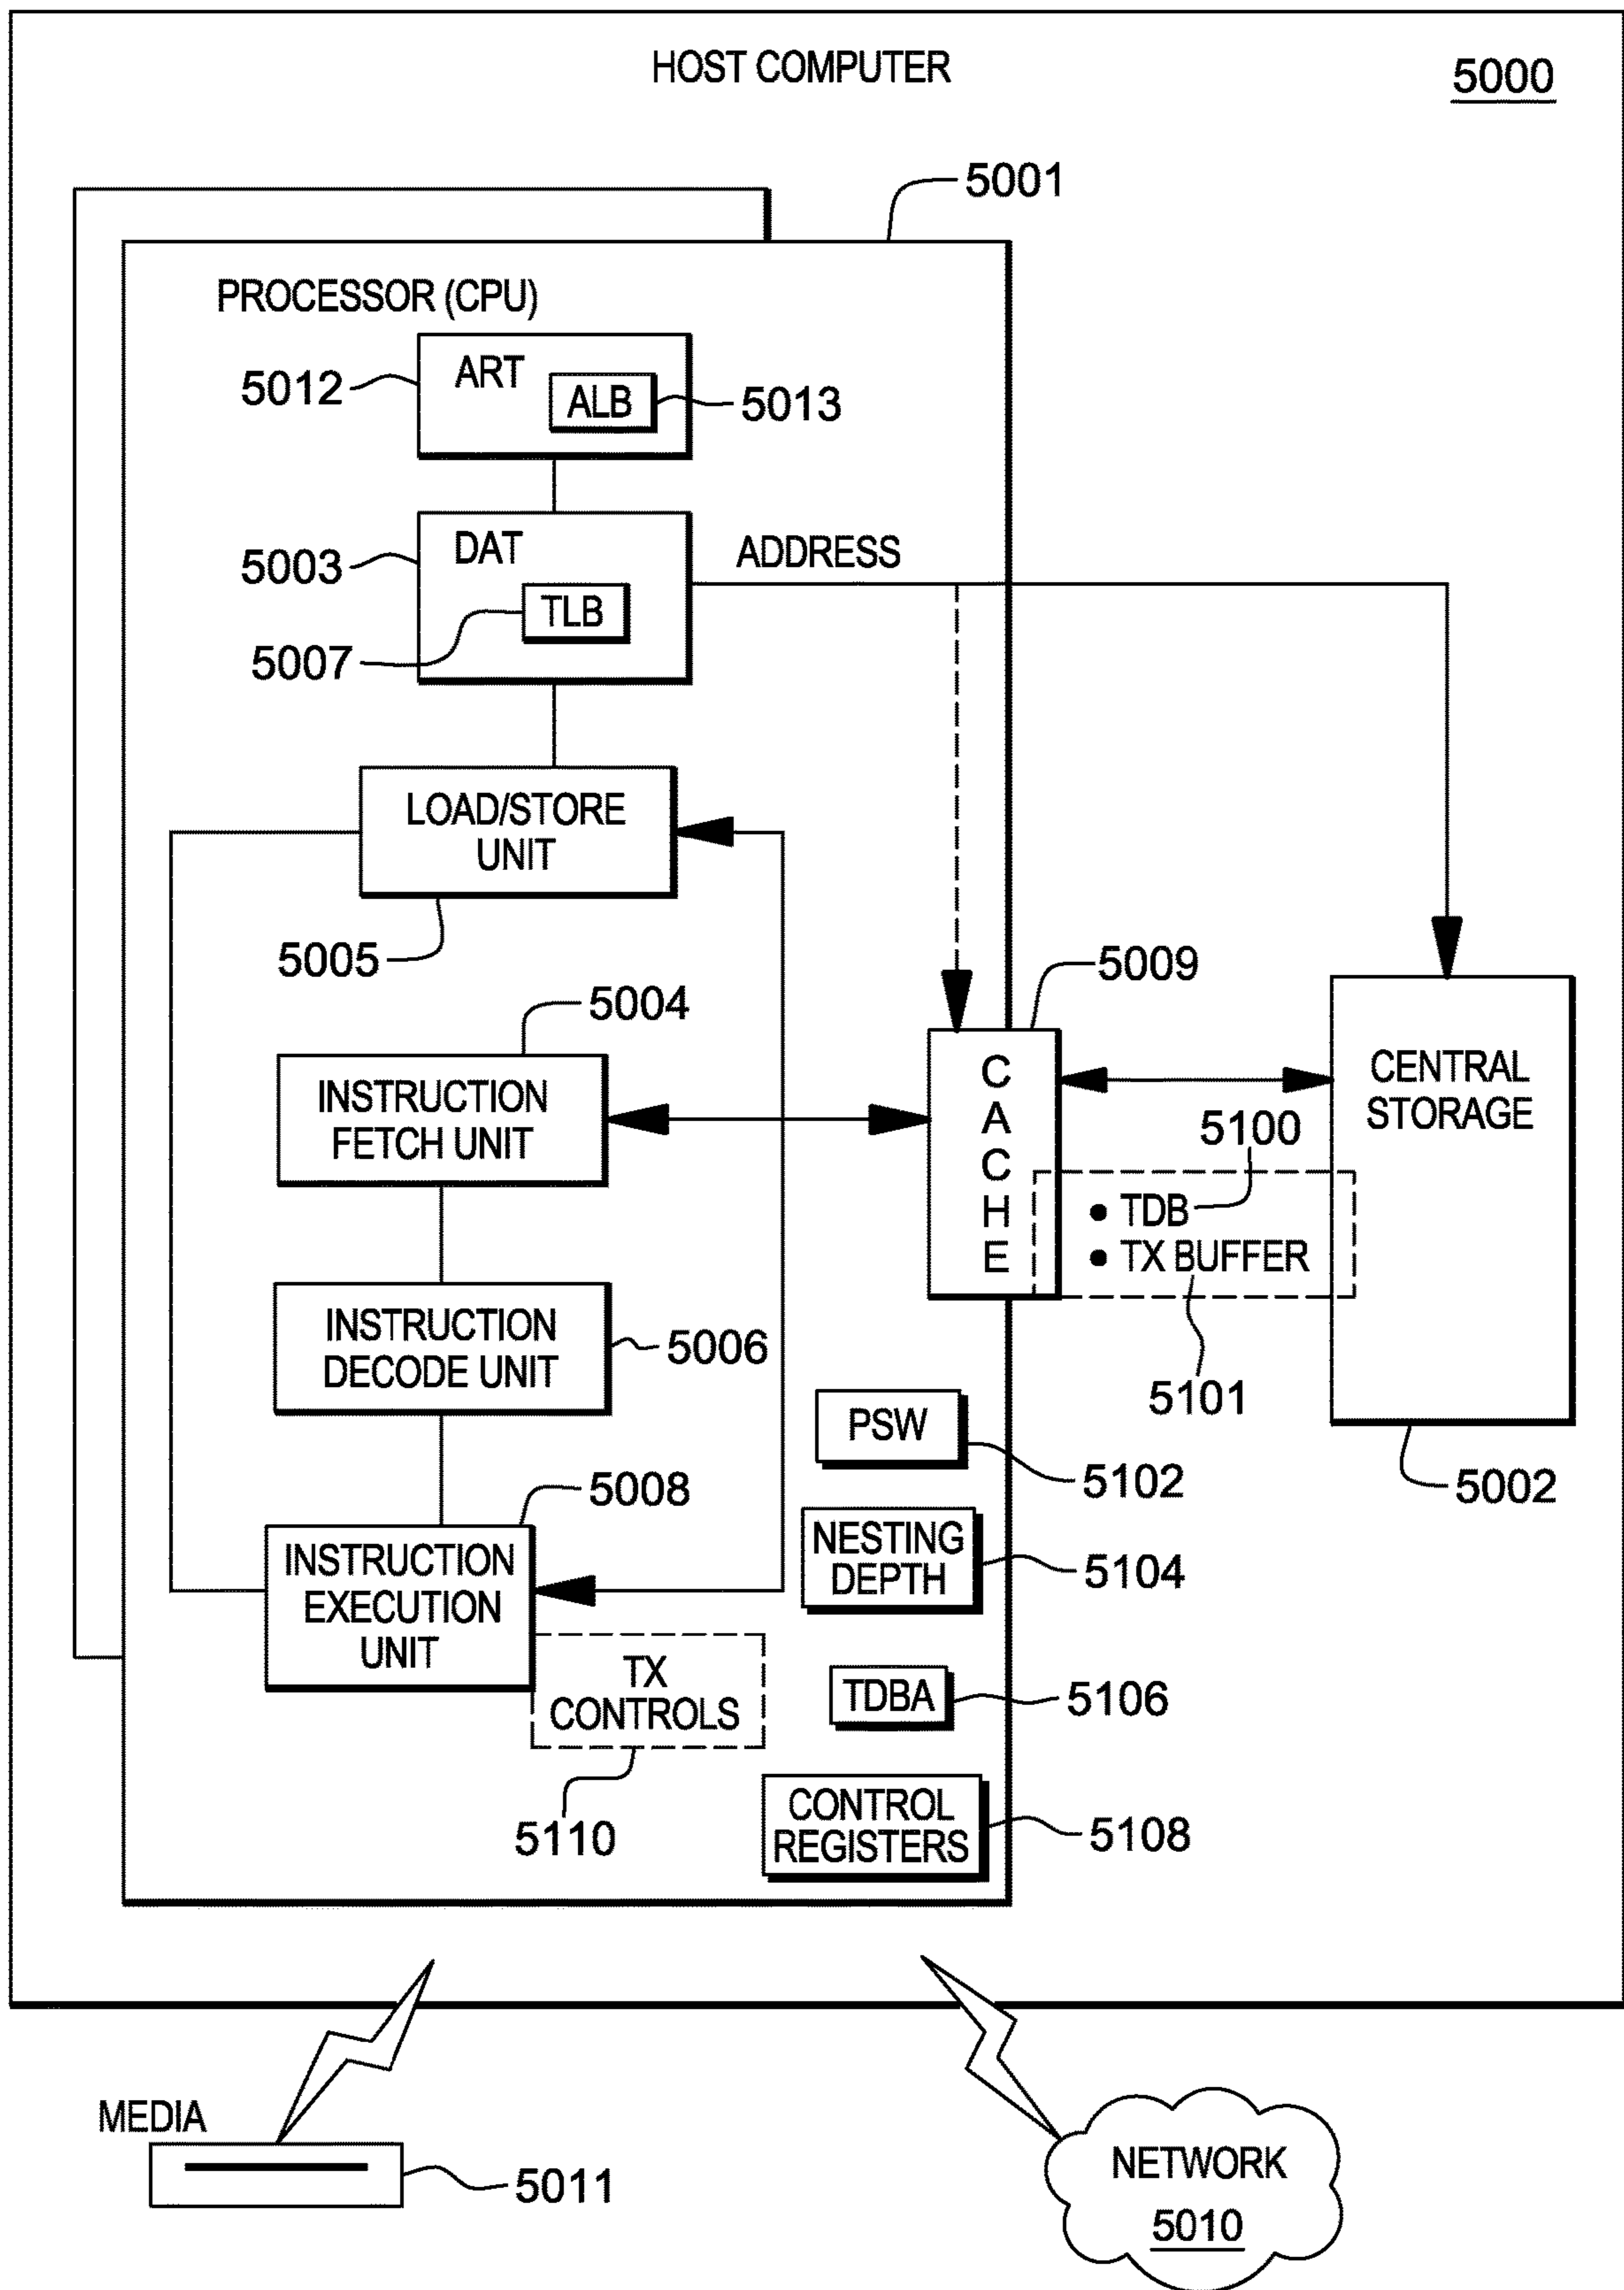 HOST COMPUTER
5000
5001
PROCESSOR (CPU)
ART
5012
ALB
5013
DAT
ADDRESS
5003
TLB
5007
LOAD/STORE
UNIT
5005
5009
5004
CACHE
CENTRAL
STORAGE
INSTRUCTION
FETCH UNIT
5100
• TDB
• TX BUFFER
INSTRUCTION
DECODE UNIT
5006
5101
PSW
5102
5002
5008
NESTING
DEPTH
5104
INSTRUCTION
EXECUTION
UNIT
TX
CONTROLS
TDBA
5106
5110
CONTROL
REGISTERS
5108
MEDIA
5011
NETWORK
5010